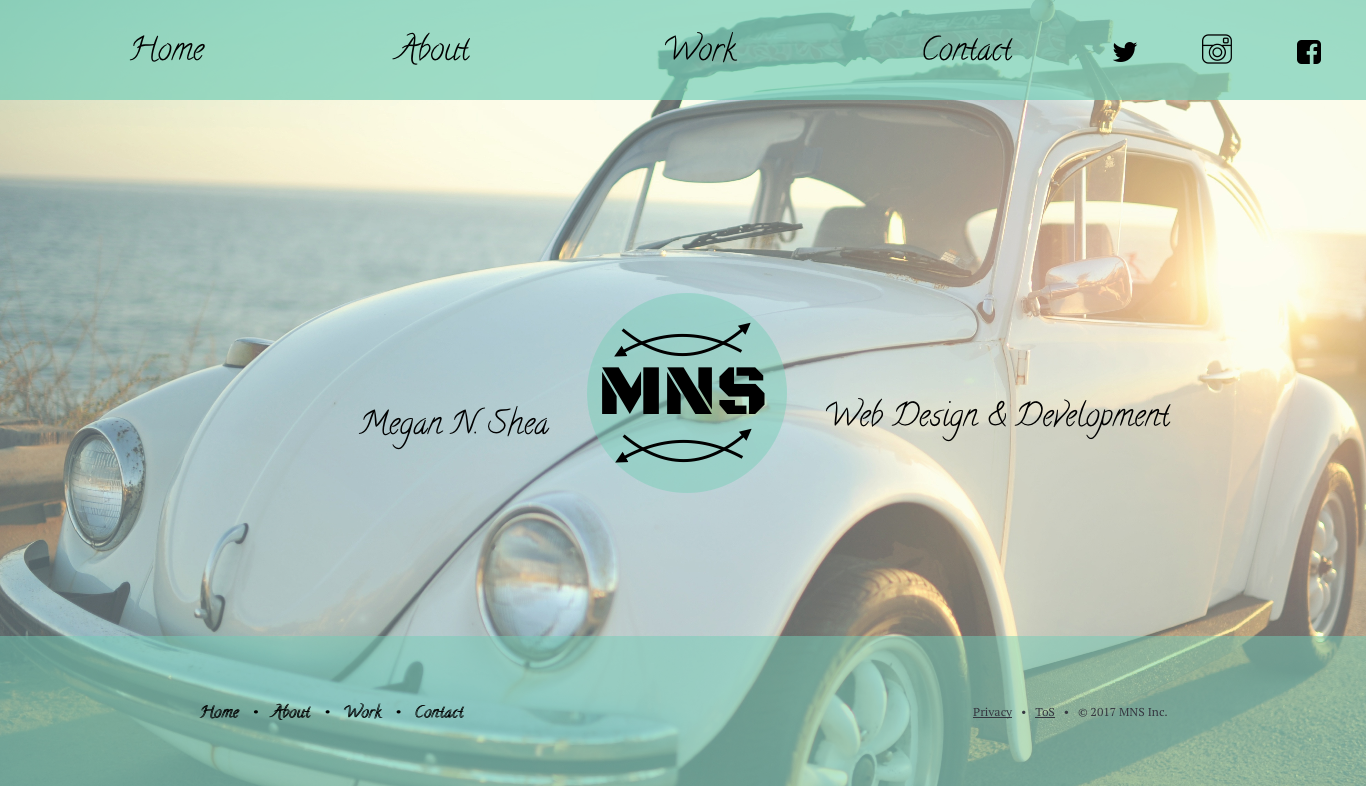 Home About Work Contact
MNS
Megan N. Shea
Web Design & Development
Home • About • Work • Contact
Privacy • ToS • © 2017 MNS Inc.